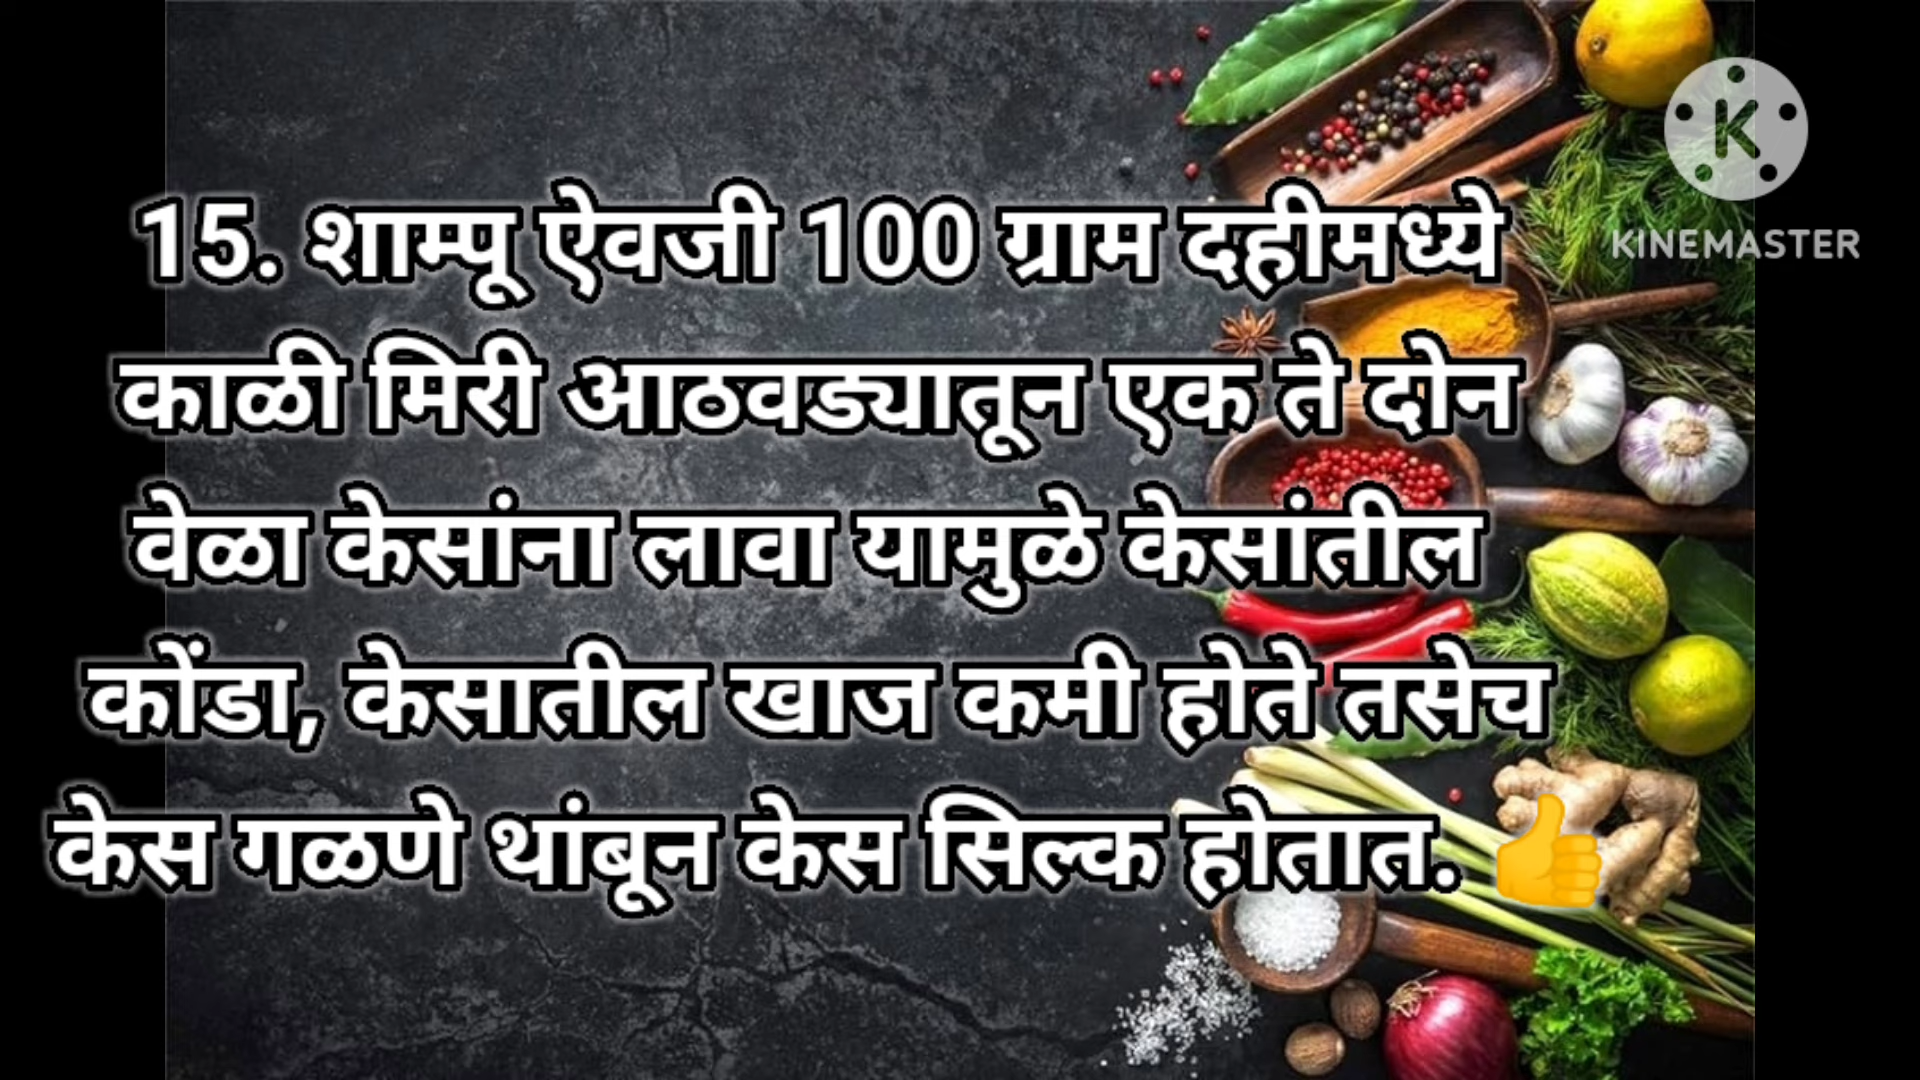 KINEMASTER
15. शाम्पू ऐवजी 100 ग्राम दहीमध्ये
काळी मिरी आठवड्यातून एक ते दोन
वेळा केसांना लावा यामुळे केसांतील
कोंडा, केसातील खाज कमी होते तसेच
केस गळणे थांबून केस सिल्क होतात. 👍